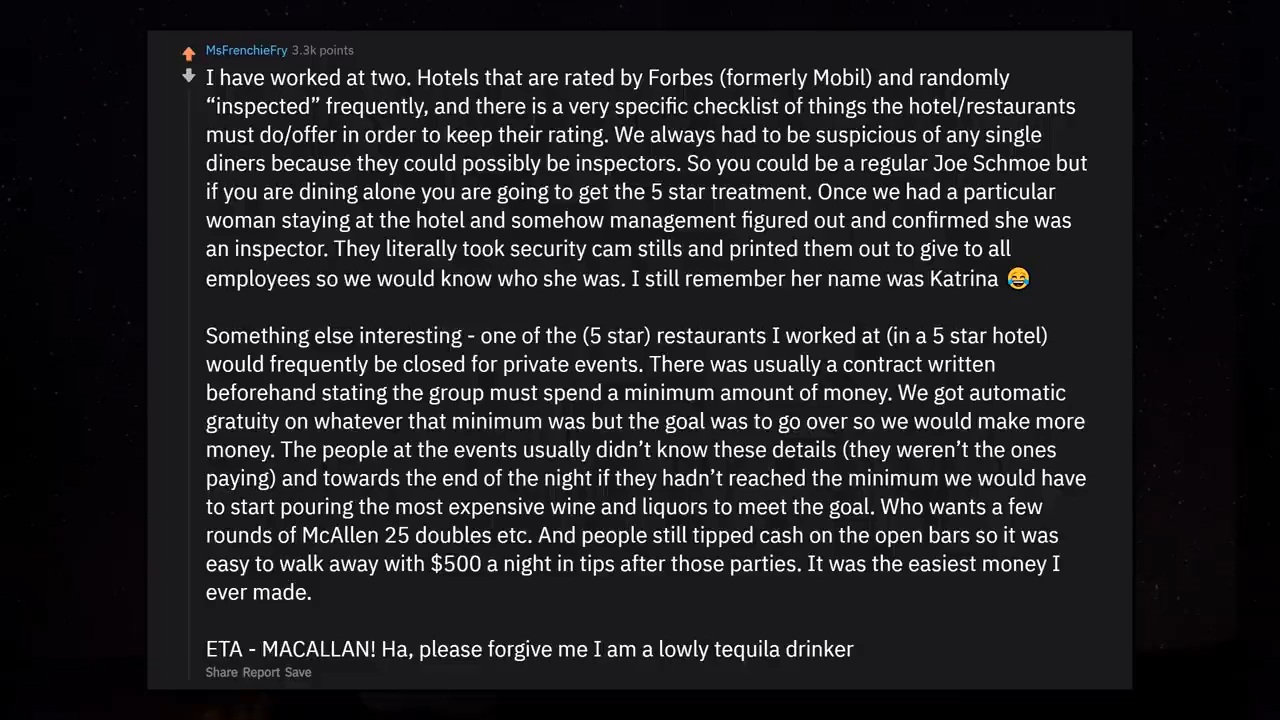 MsFrenchieFry 3.3k points
I have worked at two. Hotels that are rated by Forbes (formerly Mobil) and randomly
“inspected” frequently, and there is a very specific checklist of things the hotel/restaurants
must do/offer in order to keep their rating. We always had to be suspicious of any single
diners because they could possibly be inspectors. So you could be a regular Joe Schmoe but
if you are dining alone you are going to get the 5 star treatment. Once we had a particular
woman staying at the hotel and somehow management figured out and confirmed she was
an inspector. They literally took security cam stills and printed them out to give to all
employees so we would know who she was. I still remember her name was Katrina 😂
Something else interesting - one of the (5 star) restaurants I worked at (in a 5 star hotel)
would frequently be closed for private events. There was usually a contract written
beforehand stating the group must spend a minimum amount of money. We got automatic
gratuity on whatever that minimum was but the goal was to go over so we would make more
money. The people at the events usually didn’t know these details (they weren’t the ones
paying) and towards the end of the night if they hadn’t reached the minimum we would have
to start pouring the most expensive wine and liquors to meet the goal. Who wants a few
rounds of McAllen 25 doubles etc. And people still tipped cash on the open bars so it was
easy to walk away with $500 a night in tips after those parties. It was the easiest money I
ever made.
ETA - MACALLAN! Ha, please forgive me I am a lowly tequila drinker
Share Report Save